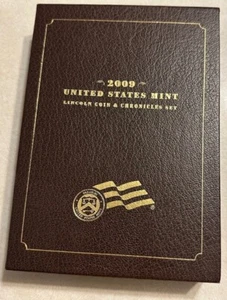 2009
UNITED STATES MINT
LINCOLN COIN & CHRONICLES SET